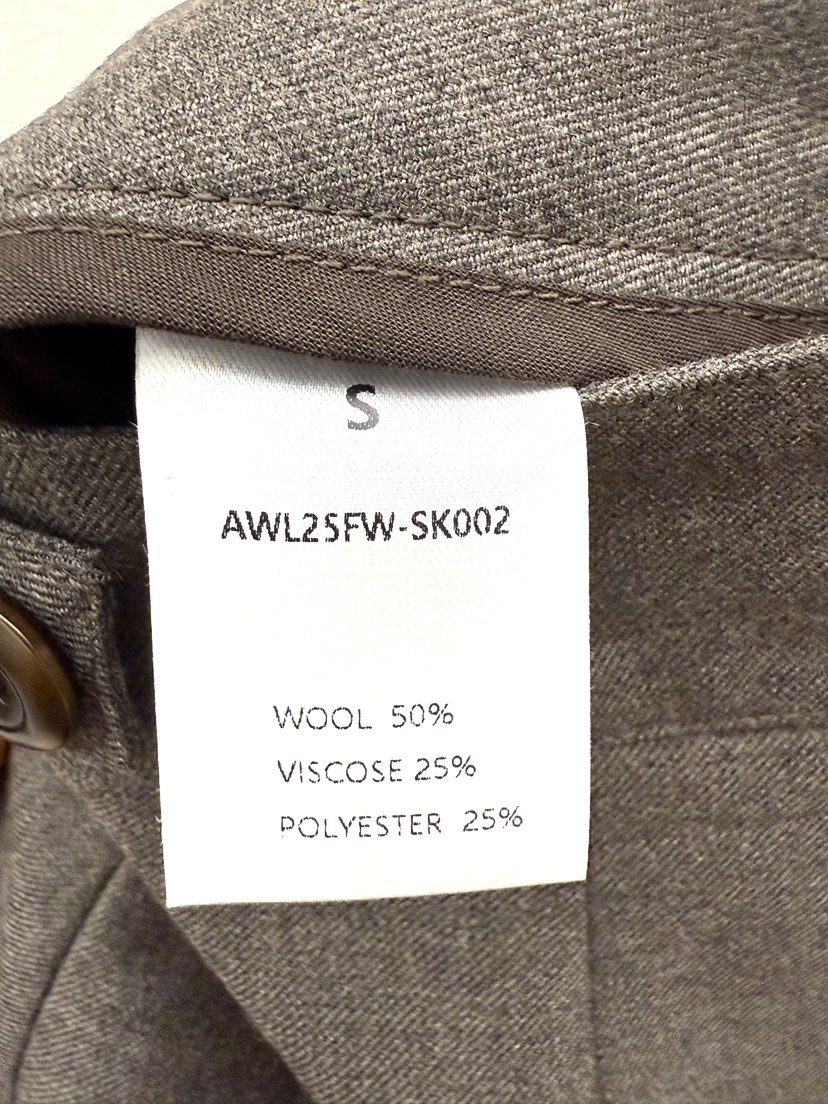 S
AWL25FW-SK002
WOOL 50%
VISCOSE 25%
POLYESTER 25%